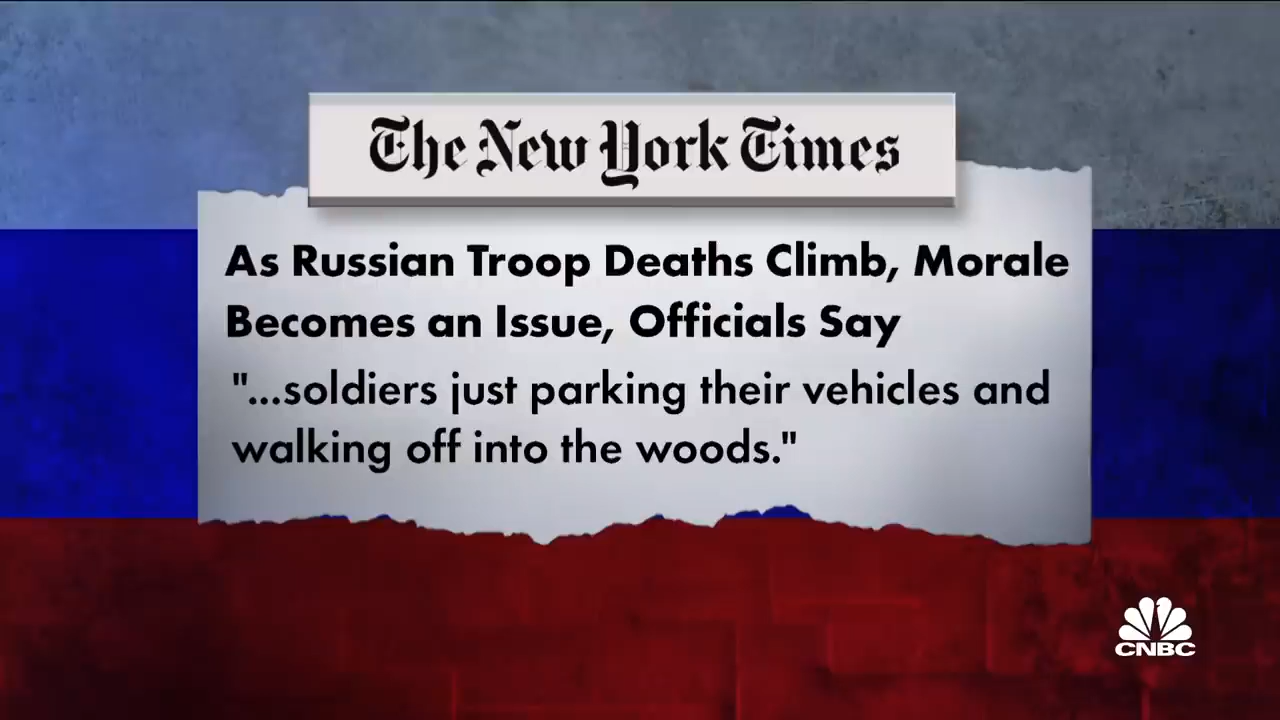 The New York Times
As Russian Troop Deaths Climb, Morale
Becomes an Issue, Officials Say
"...soldiers just parking their vehicles and
walking off into the woods."
CNBC